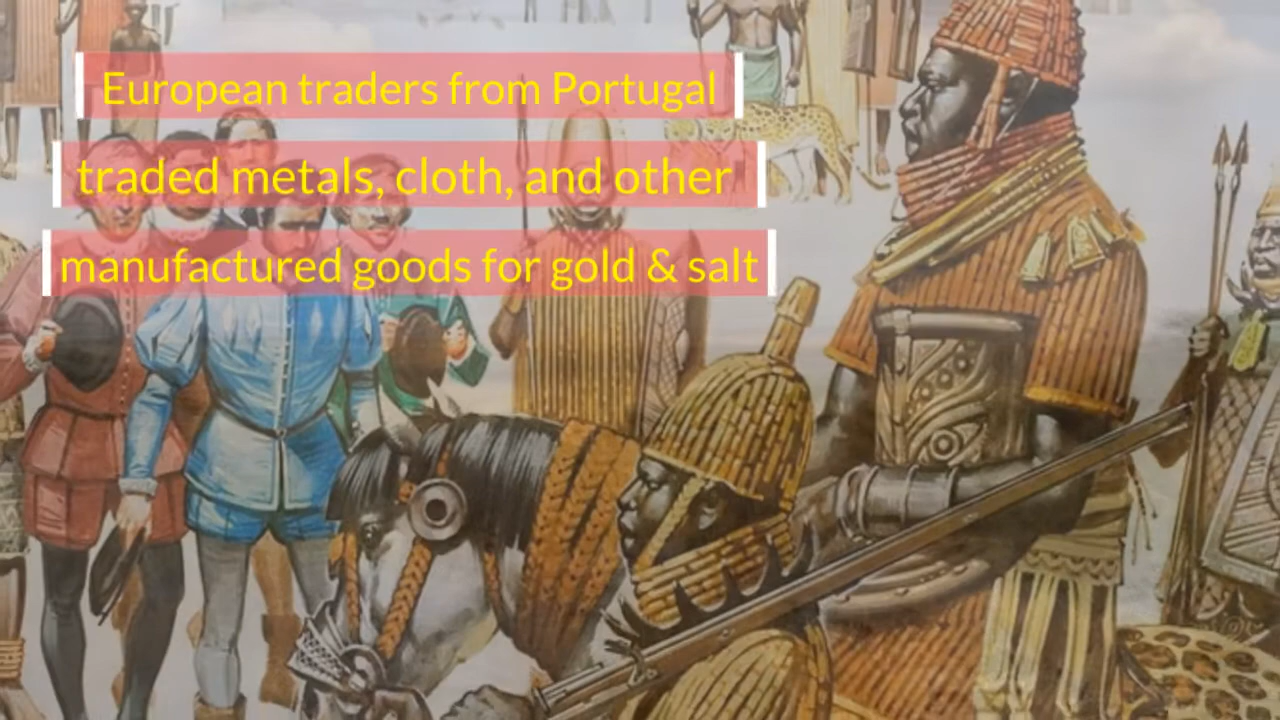 European traders from Portugal
traded metals, cloth, and other
manufactured goods for gold & salt